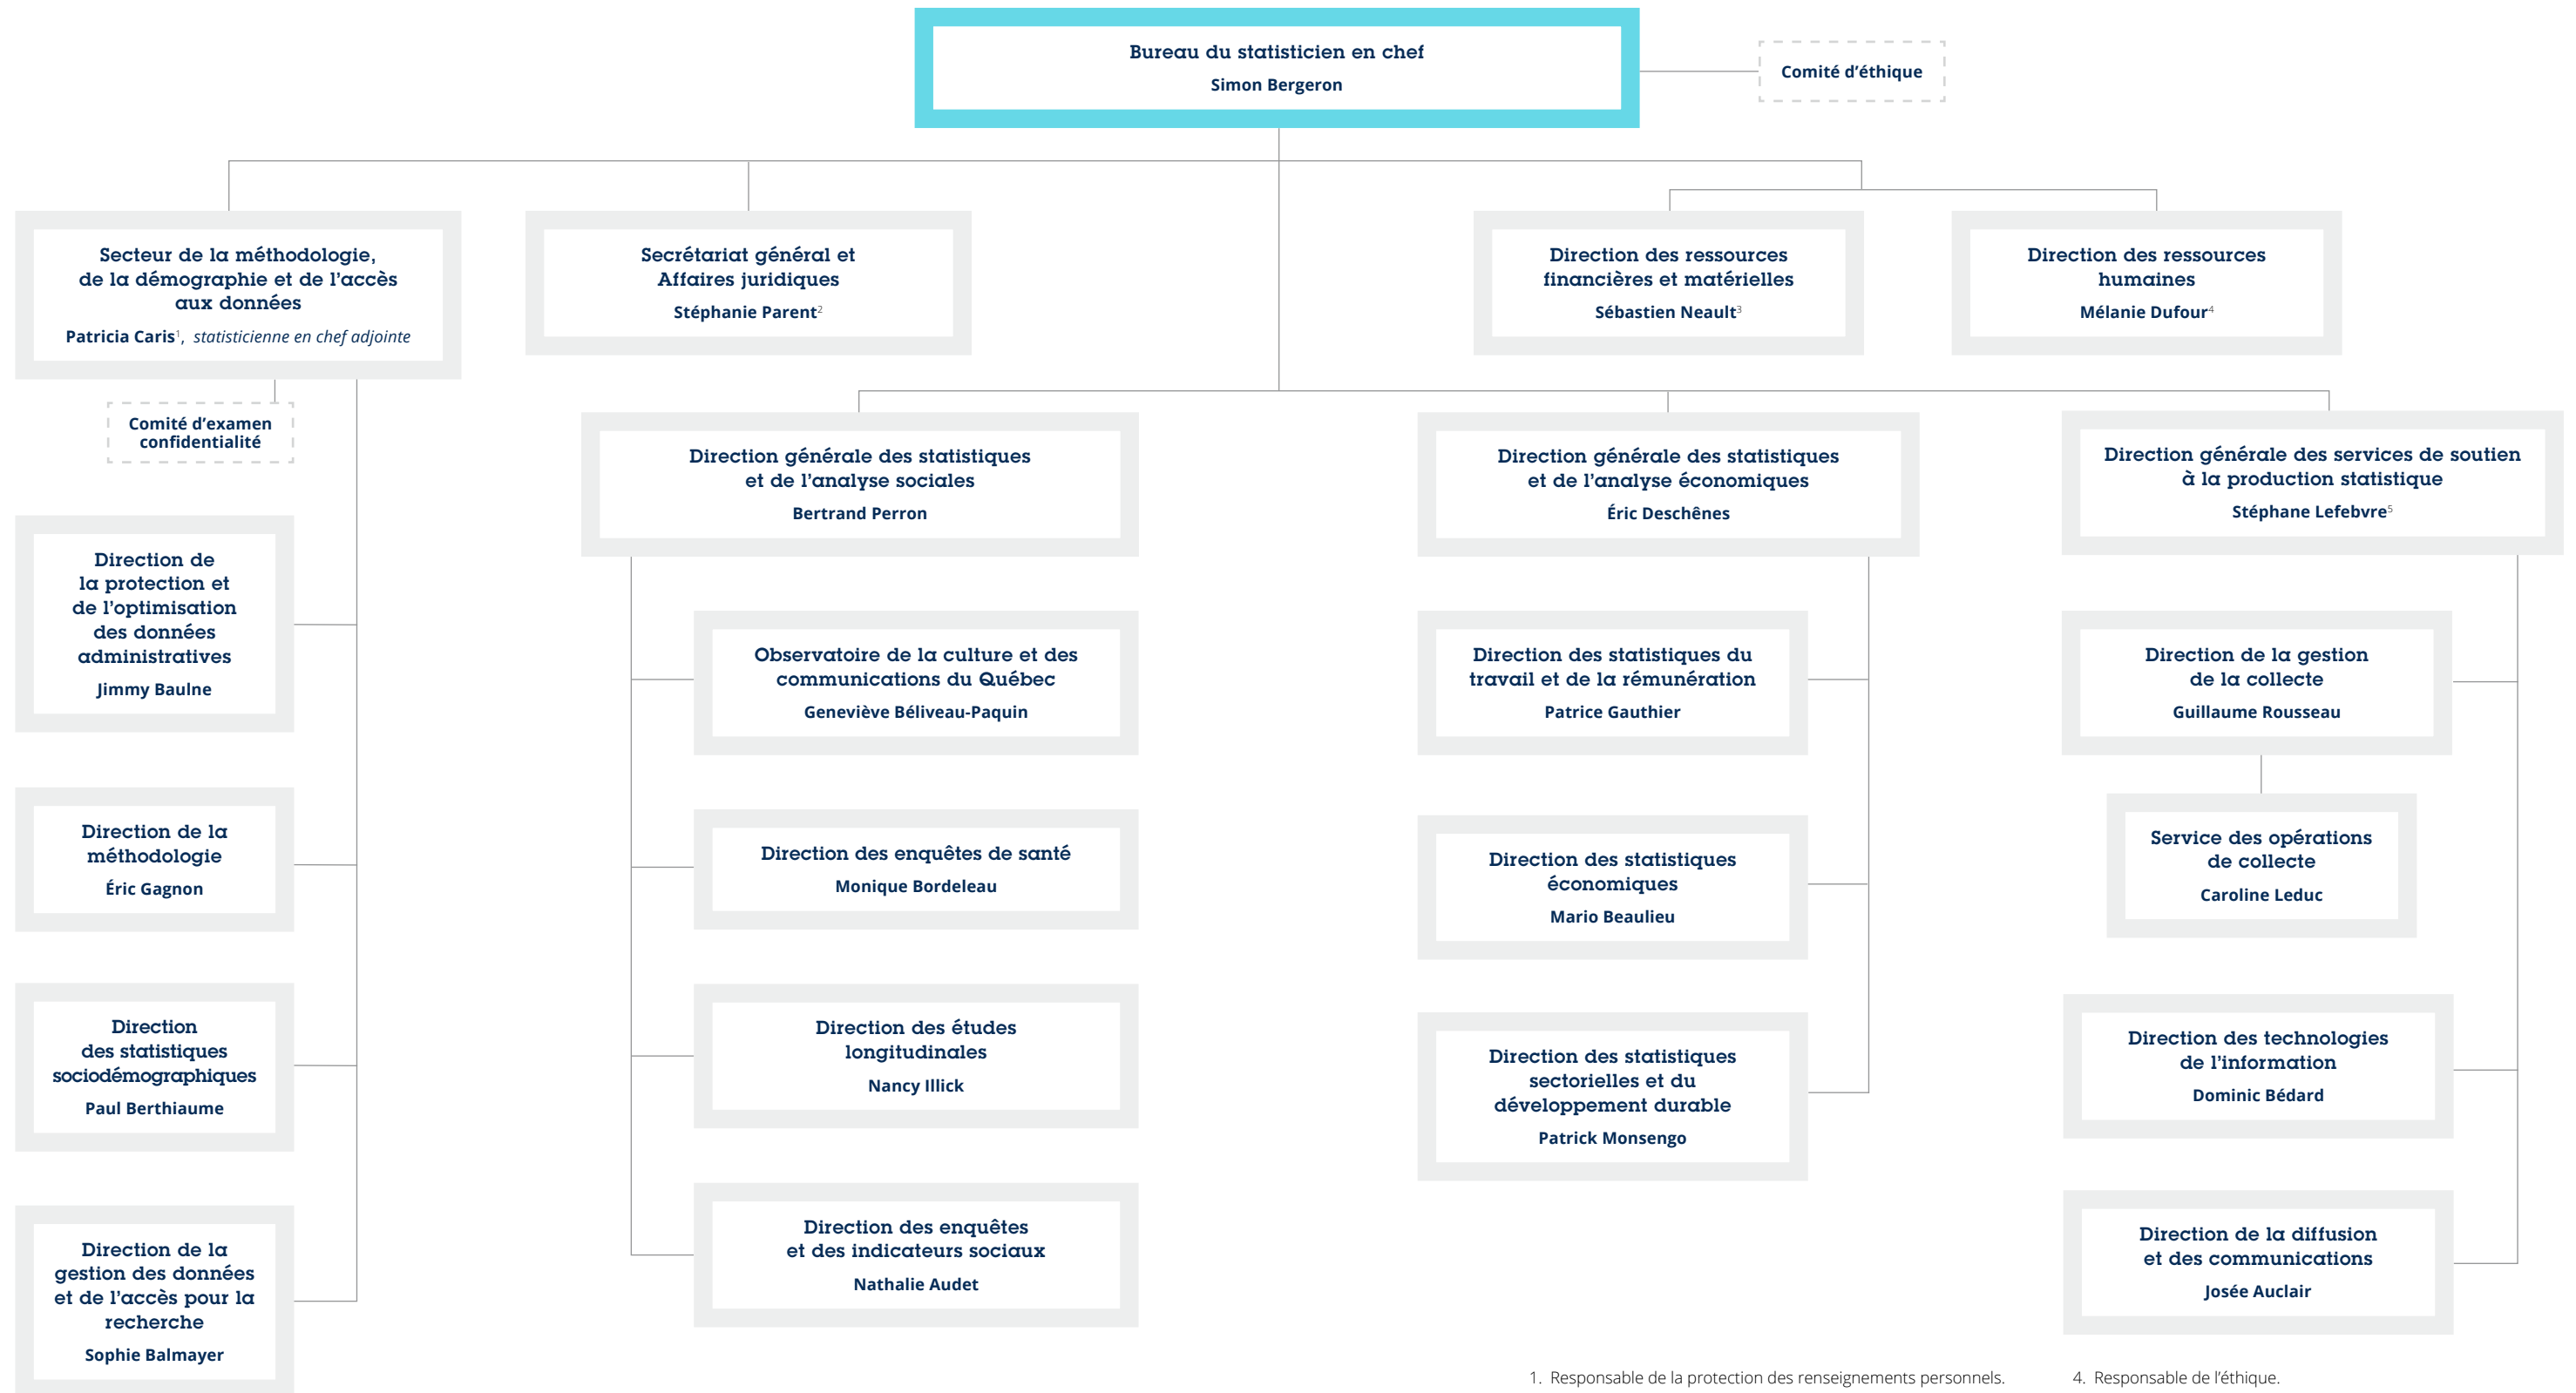 Bureau du statisticien en chef
Simon Bergeron
Comité d’éthique
Secteur de la méthodologie,
de la démographie et de l’accès
aux données
Patricia Caris¹, statisticienne en chef adjointe
Secrétariat général et
Affaires juridiques
Stéphanie Parent²
Direction des ressources
financières et matérielles
Sébastien Neault³
Direction des ressources
humaines
Mélanie Dufour⁴
Comité d’examen
confidentialité
Direction de
la protection et
de l’optimisation
des données
administratives
Jimmy Baulne
Direction de la
méthodologie
Éric Gagnon
Direction
des statistiques
sociodémographiques
Paul Berthiaume
Direction de la
gestion des données
et de l’accès pour la
recherche
Sophie Balmayer
Direction générale des statistiques
et de l’analyse sociales
Bertrand Perron
Observatoire de la culture et des
communications du Québec
Geneviève Béliveau-Paquin
Direction des enquêtes de santé
Monique Bordeleau
Direction des études
longitudinales
Nancy Illick
Direction des enquêtes
et des indicateurs sociaux
Nathalie Audet
Direction générale des statistiques
et de l’analyse économiques
Éric Deschênes
Direction des statistiques du
travail et de la rémunération
Patrice Gauthier
Direction des statistiques
économiques
Mario Beaulieu
Direction des statistiques
sectorielles et du
développement durable
Patrick Monsengo
Direction générale des services de soutien
à la production statistique
Stéphane Lefebvre⁵
Direction de la gestion
de la collecte
Guillaume Rousseau
Service des opérations
de collecte
Caroline Leduc
Direction des technologies
de l’information
Dominic Bédard
Direction de la diffusion
et des communications
Josée Auclair
1. Responsable de la protection des renseignements personnels.
4. Responsable de l’éthique.